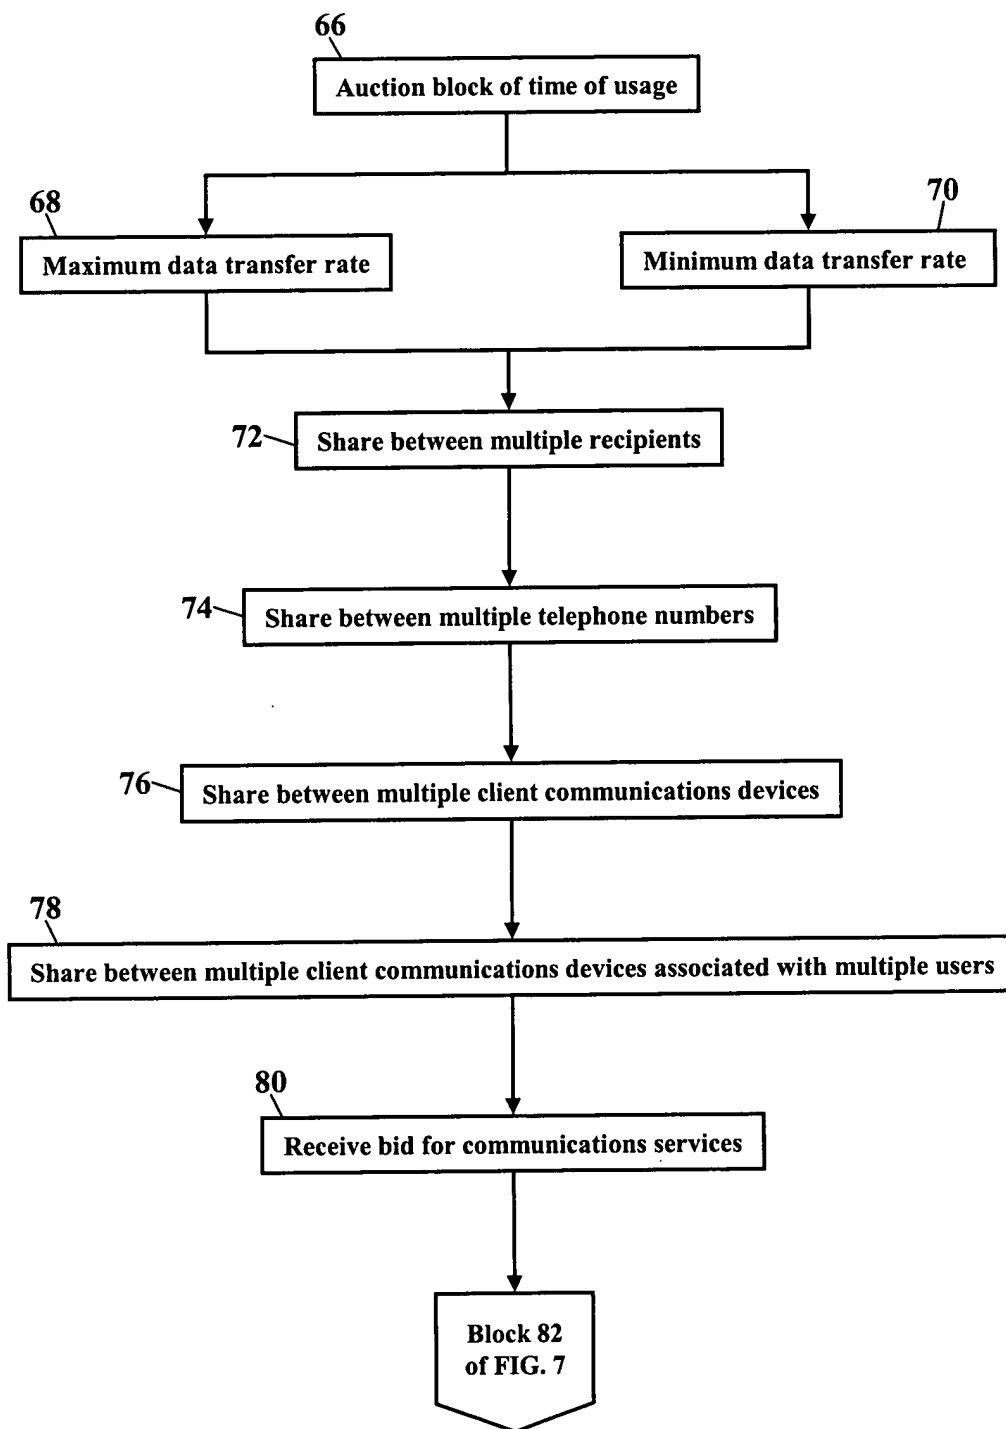 66
Auction block of time of usage
68
70
Maximum data transfer rate
Minimum data transfer rate
72
Share between multiple recipients
74
Share between multiple telephone numbers
76
Share between multiple client communications devices
78
Share between multiple client communications devices associated with multiple users
80
Receive bid for communications services
Block 82
of FIG. 7